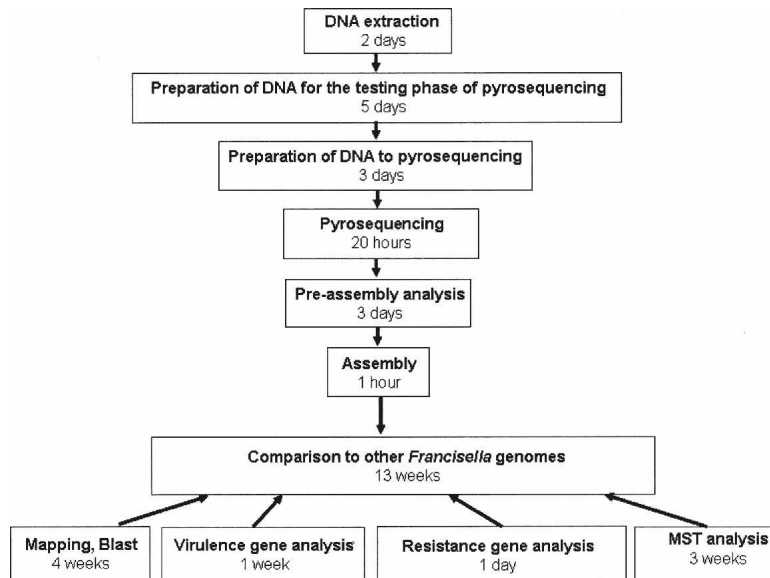 DNA extraction
2 days
Preparation of DNA for the testing phase of pyrosequencing
5 days
Preparation of DNA to pyrosequencing
3 days
Pyrosequencing
20 hours
Pre-assembly analysis
3 days
Assembly
1 hour
Comparison to other Francisella genomes
13 weeks
Mapping, Blast
4 weeks
Virulence gene analysis
1 week
Resistance gene analysis
1 day
MST analysis
3 weeks